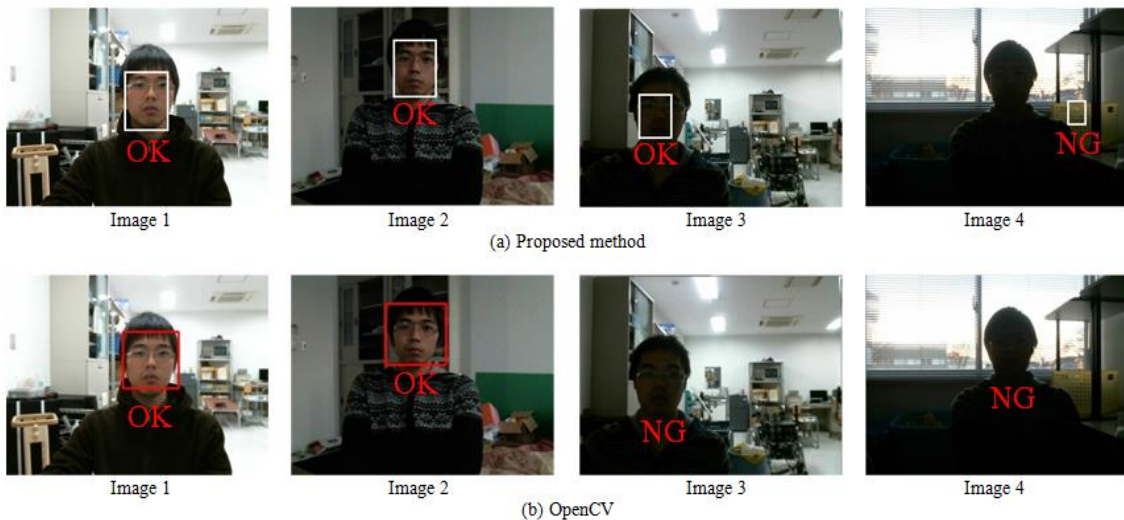 OK
OK
OK
NG
Image 1
Image 2
Image 3
Image 4
(a) Proposed method
OK
OK
NG
NG
Image 1
Image 2
Image 3
Image 4
(b) OpenCV